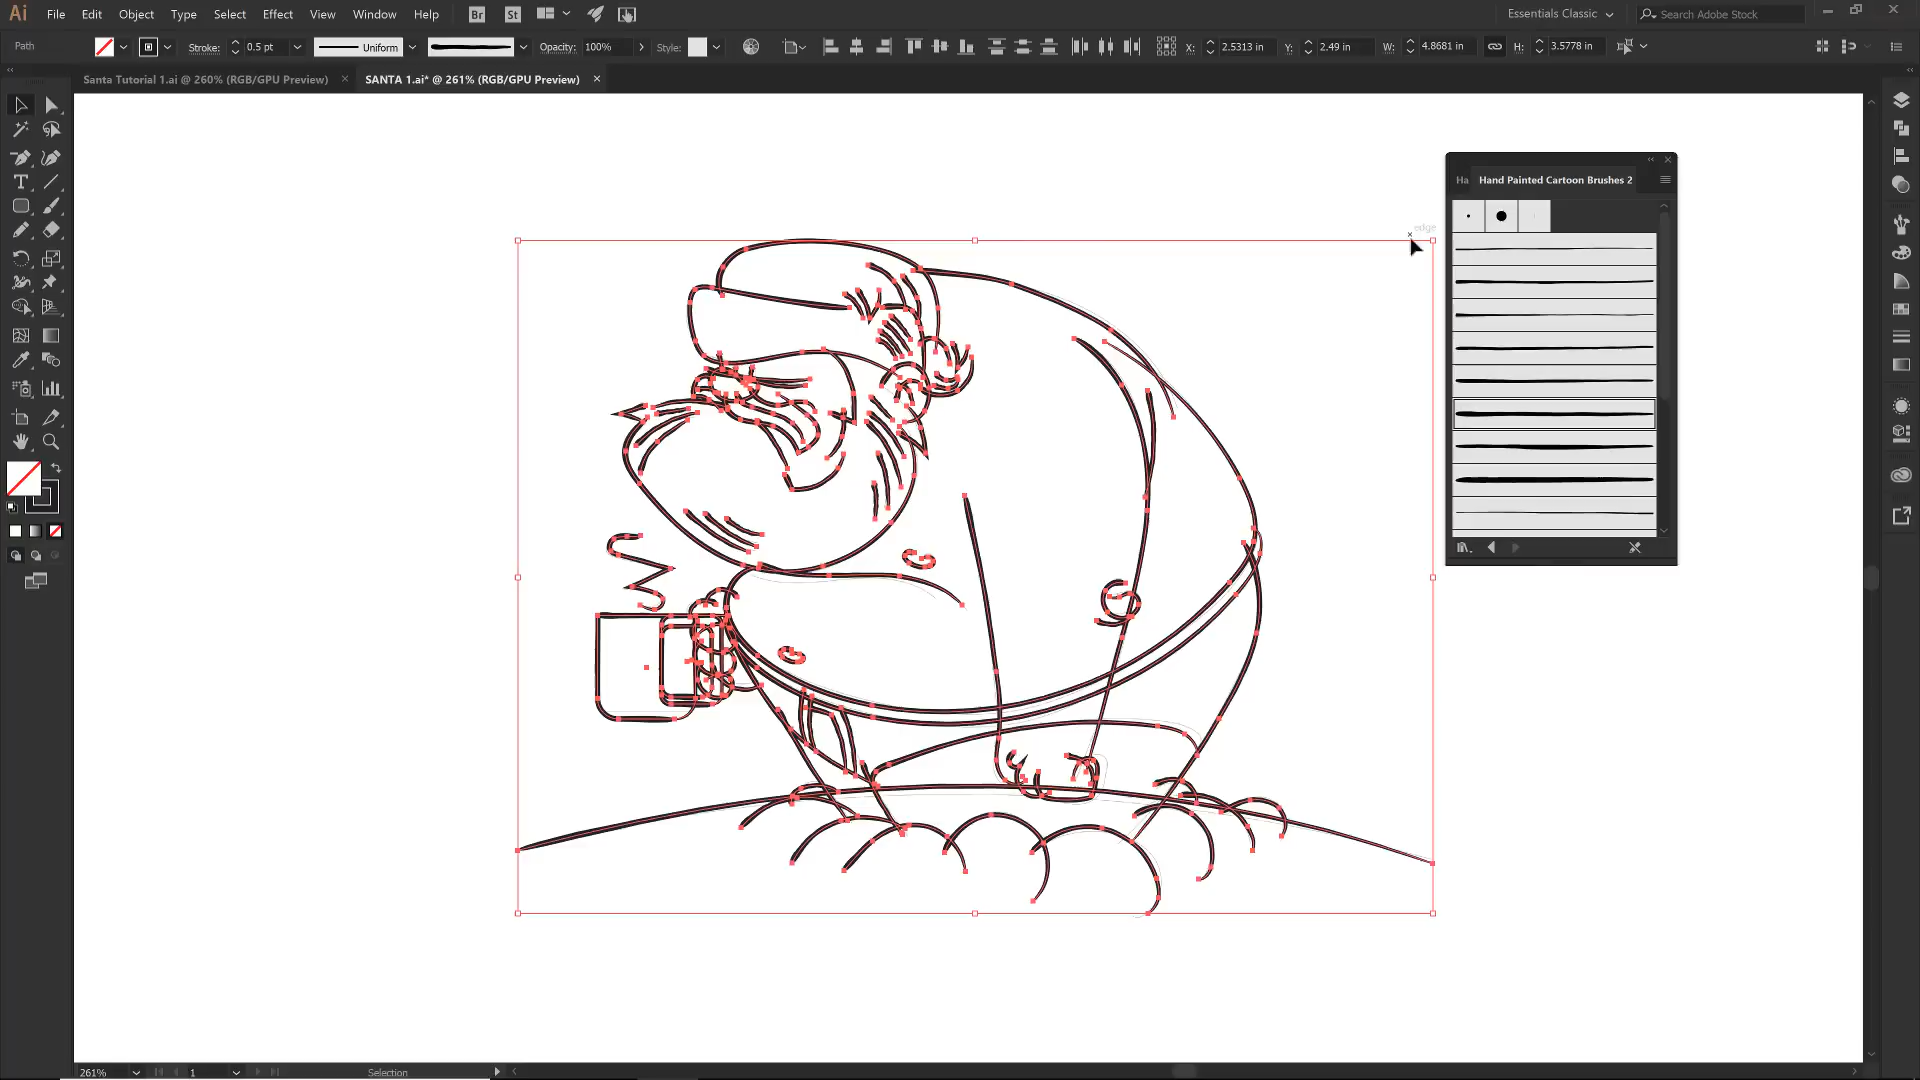 Ai File Edit Object Type Select Effect View Window Help Br St Essentials Classic Search Adobe Stock
Path Stroke: 0.5 pt Uniform Opacity: 100% Style: X: 2.5313 in Y: 2.49 in W: 4.8681 in H: 3.5778 in
Santa Tutorial 1.ai @ 260% (RGB/GPU Preview) SANTA 1.ai* @ 261% (RGB/GPU Preview)
Ha Hand Painted Cartoon Brushes 2
edge
261% 1 Selection